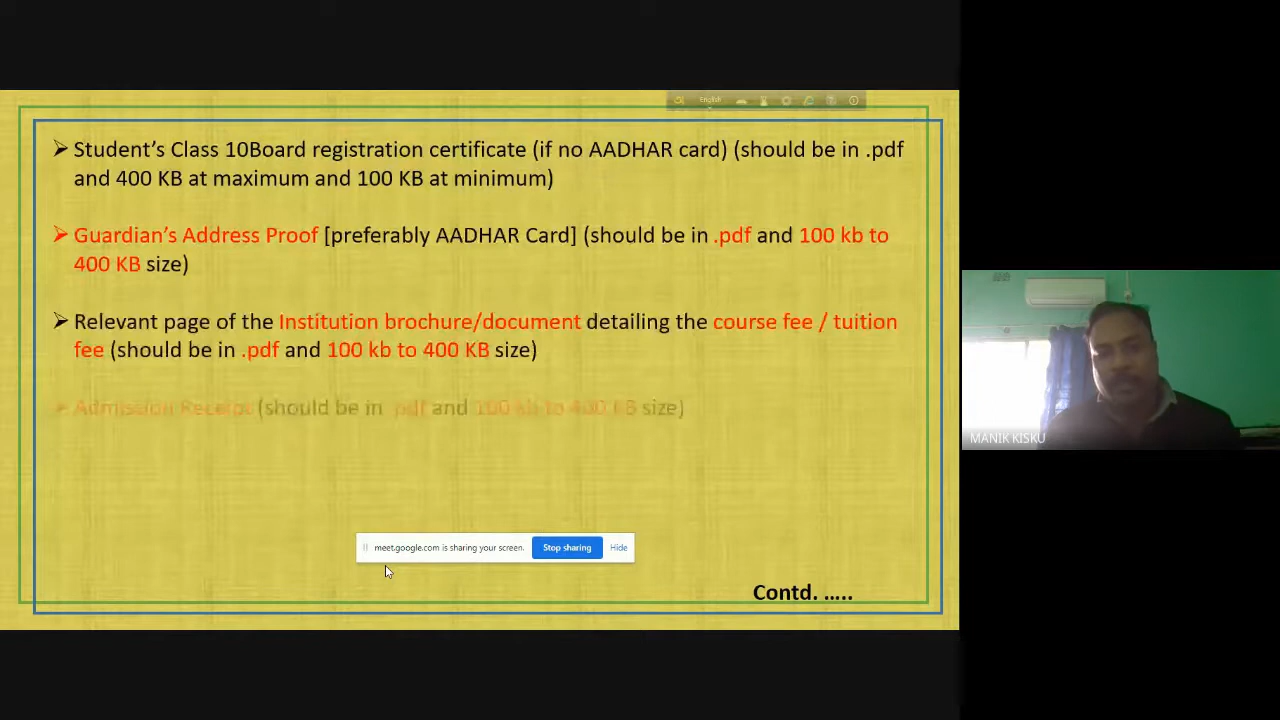 English
➢ Student's Class 10Board registration certificate (if no AADHAR card) (should be in .pdf
and 400 KB at maximum and 100 KB at minimum)
➢ Guardian's Address Proof [preferably AADHAR Card] (should be in .pdf and 100 kb to
400 KB size)
➢ Relevant page of the Institution brochure/document detailing the course fee / tuition
fee (should be in .pdf and 100 kb to 400 KB size)
➢ Admission Receipt (should be in .pdf and 100 kb to 400 KB size)
meet.google.com is sharing your screen. Stop sharing Hide
Contd. …..
MANIK KISKU